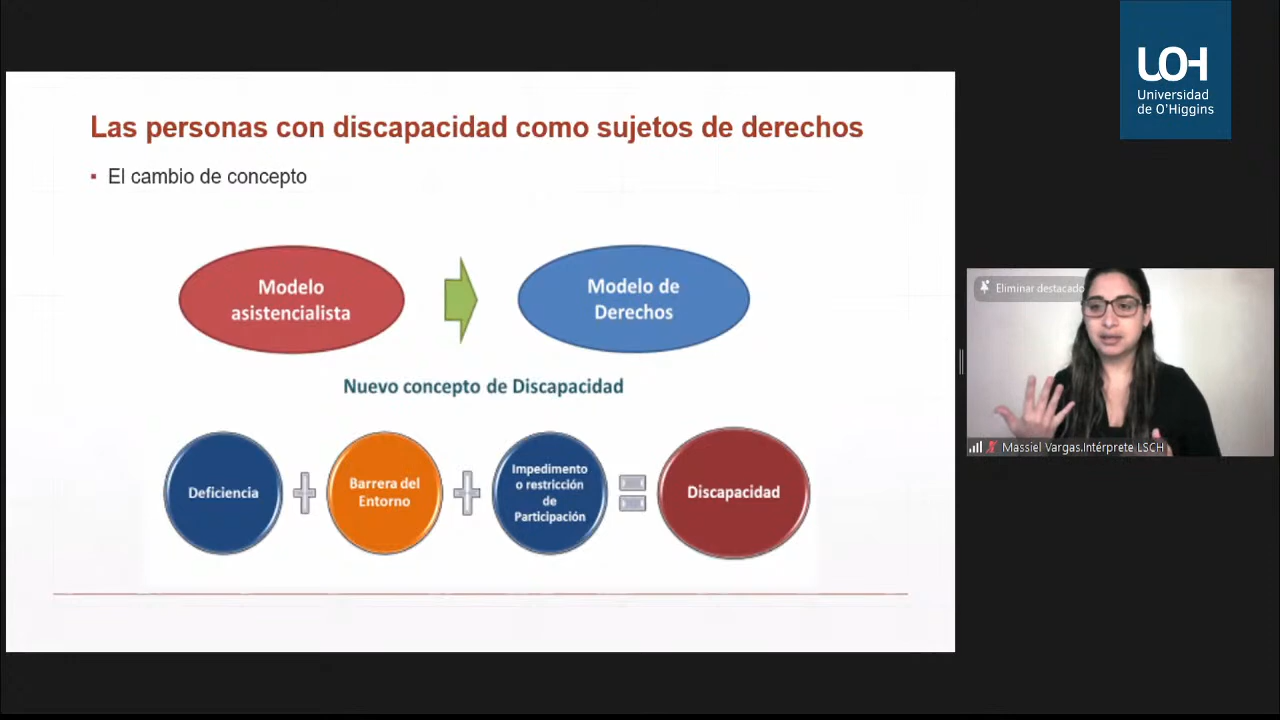 UOH
Universidad
de O'Higgins
Las personas con discapacidad como sujetos de derechos
▪ El cambio de concepto
Modelo
asistencialista
Modelo de
Derechos
Nuevo concepto de Discapacidad
Deficiencia
Barrera del
Entorno
Impedimento
o restricción
de
Participación
Discapacidad
Eliminar destacado
Massiel Vargas.Intérprete LSCH